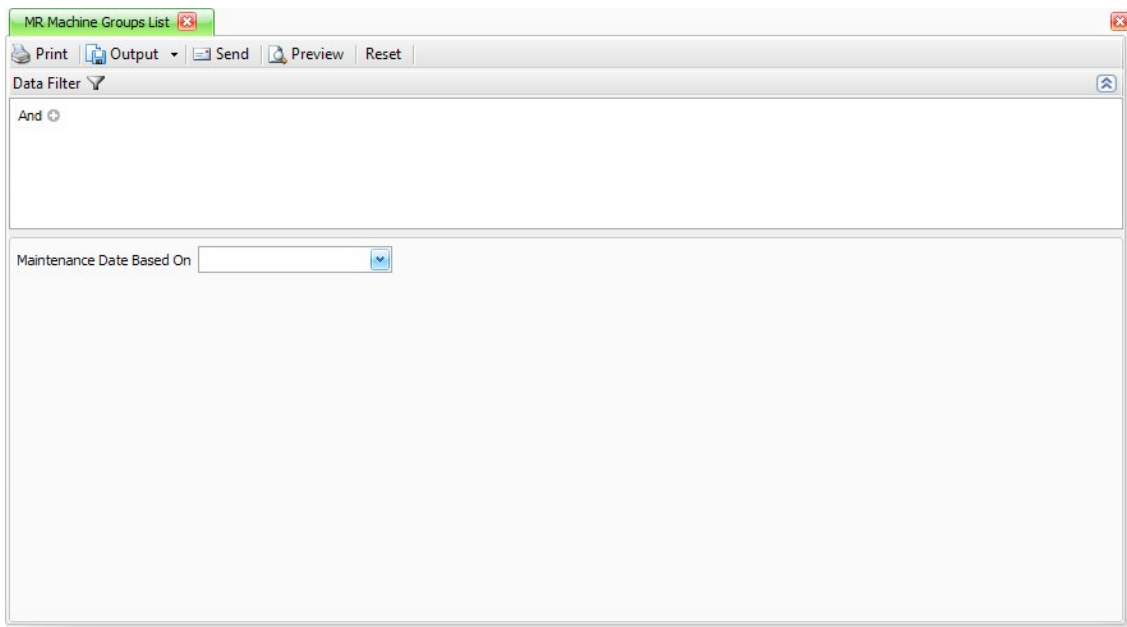 MR Machine Groups List
Print Output Send Preview Reset
Data Filter
And
Maintenance Date Based On